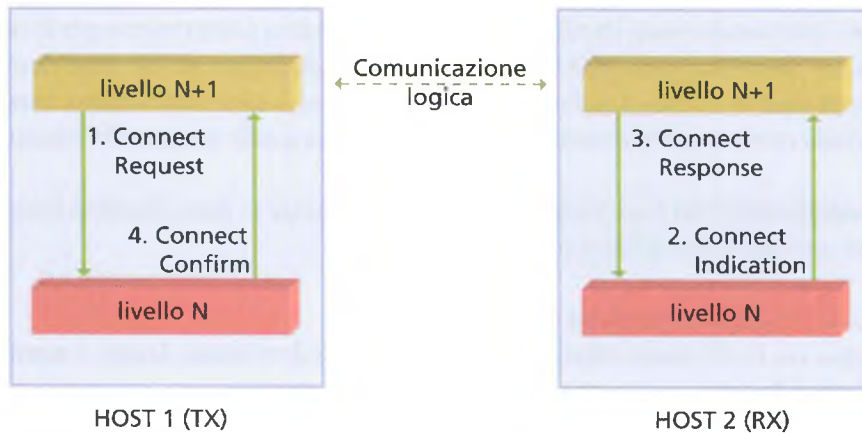 livello N+1
1. Connect
Request
4. Connect
Confirm
livello N
HOST 1 (TX)
Comunicazione
logica
livello N+1
3. Connect
Response
2. Connect
Indication
livello N
HOST 2 (RX)